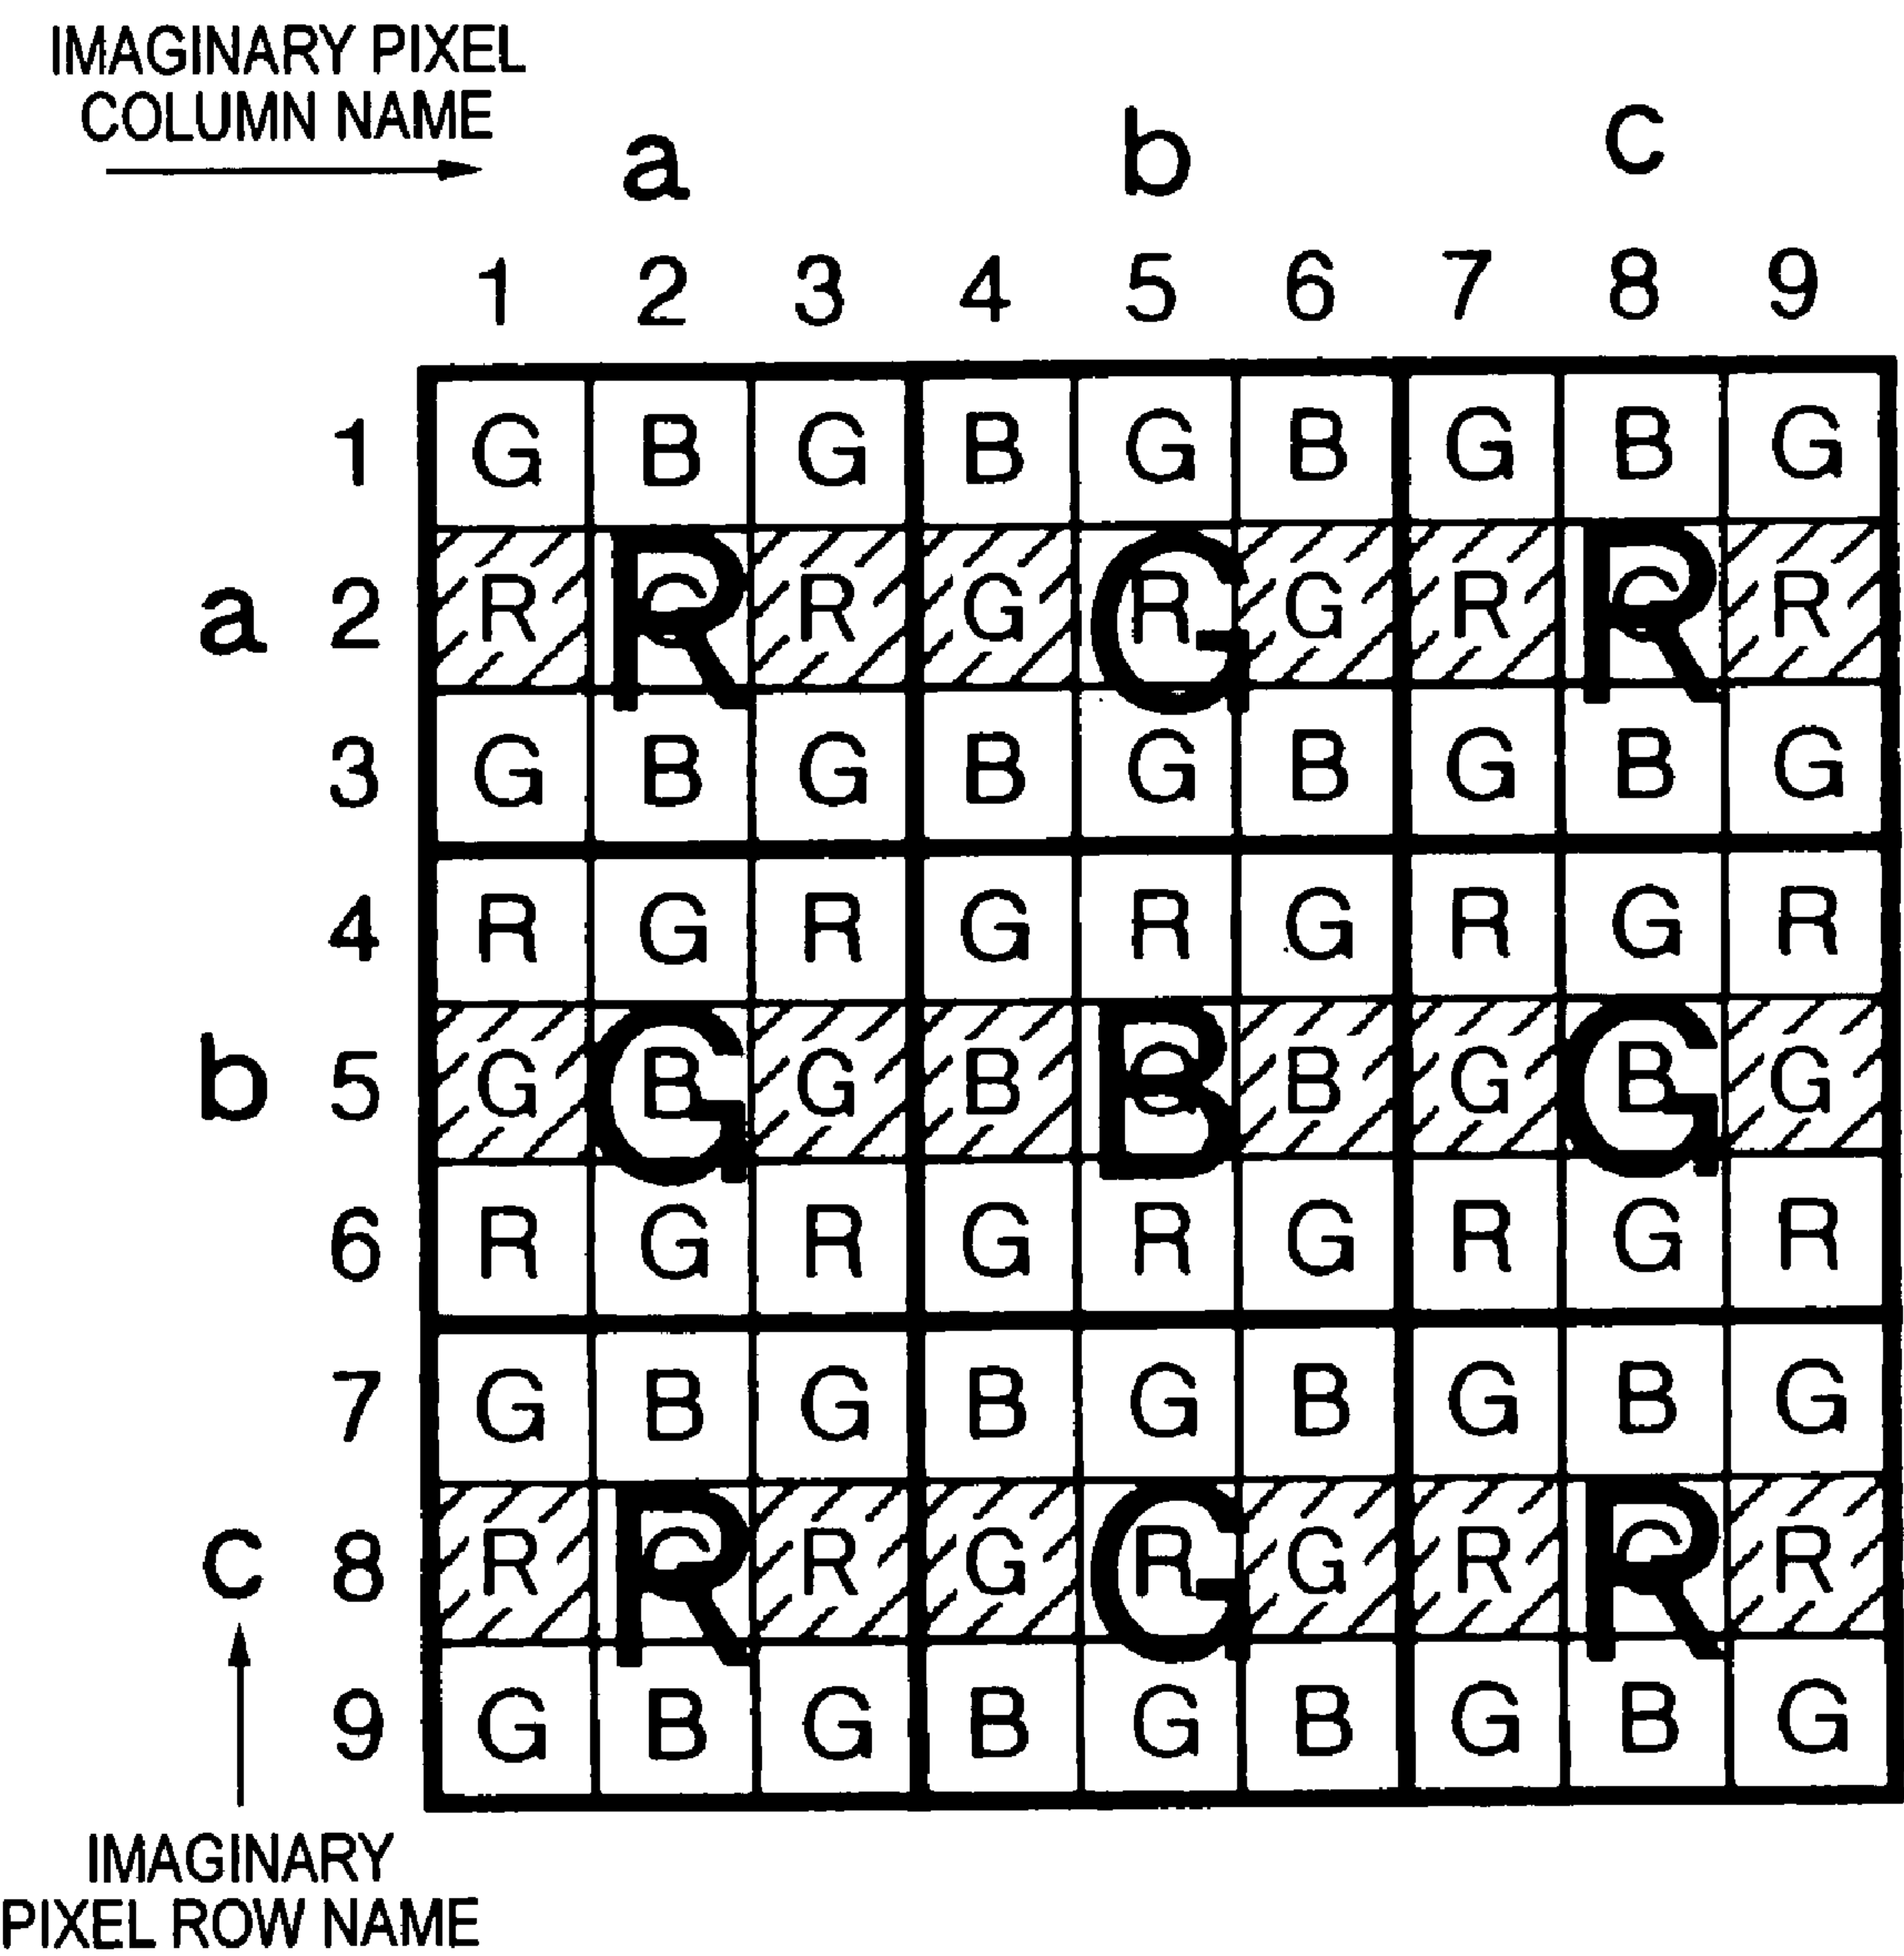 IMAGINARY PIXEL
COLUMN NAME
a b c
1 2 3 4 5 6 7 8 9
1 G B G B G B G B G
a 2 R R G R G R G R G R R G R
3 G B G B G B G B G
4 R G R G R G R G R
b 5 G G B G B B G B G G B G
6 R G R G R G R G R
7 G B G B G B G B G
c 8 R R G R G G R G R R G R
9 G B G B G B G B G
IMAGINARY
PIXEL ROW NAME